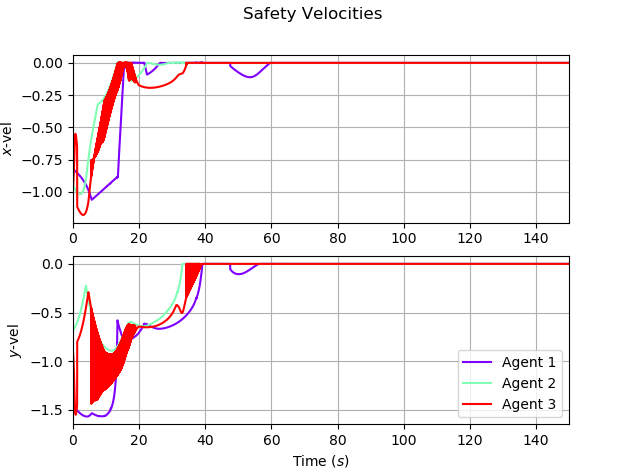 Safety Velocities
0.00
−0.25
−0.50
−0.75
−1.00
x-vel
0 20 40 60 80 100 120 140
0.0
−0.5
−1.0
−1.5
y-vel
Agent 1
Agent 2
Agent 3
0 20 40 60 80 100 120 140
Time (s)